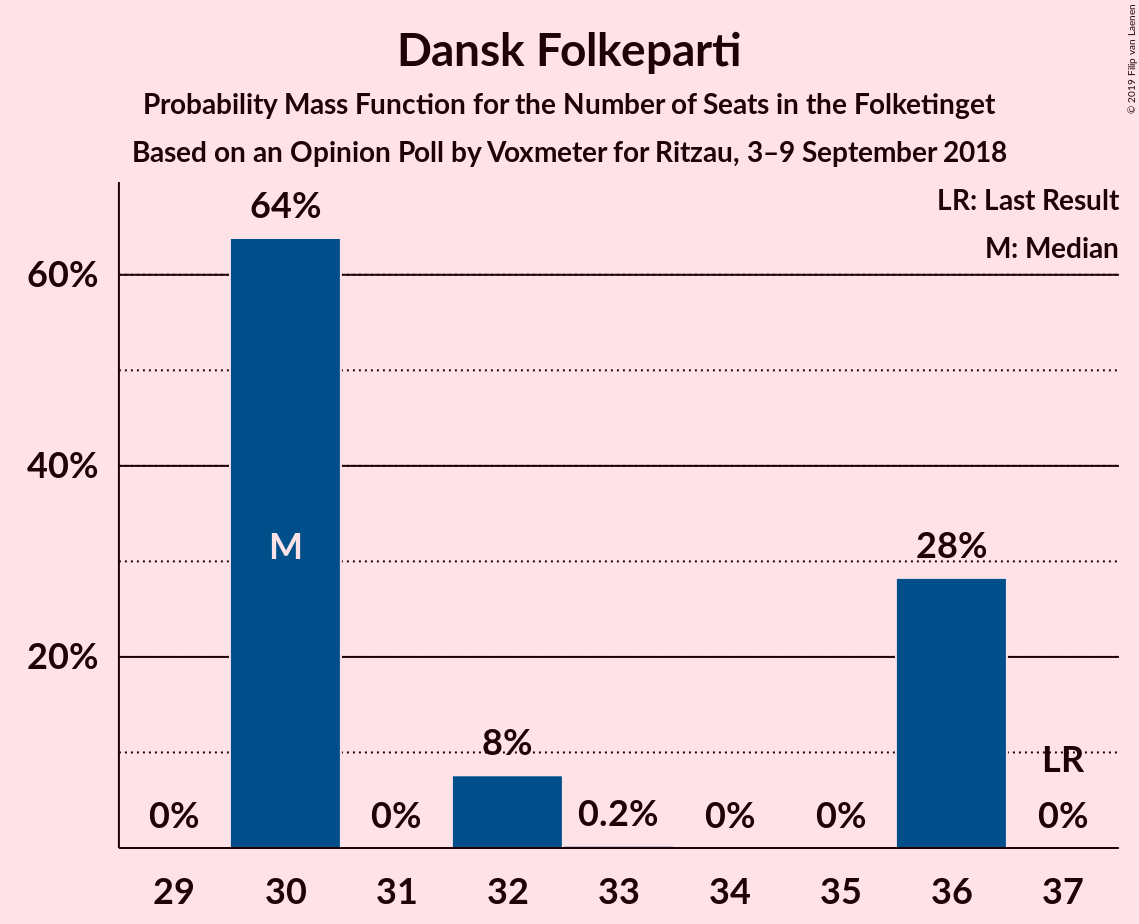 Dansk Folkeparti
Probability Mass Function for the Number of Seats in the Folketinget
Based on an Opinion Poll by Voxmeter for Ritzau, 3–9 September 2018
© 2019 Filip van Laenen
LR: Last Result
M: Median
60%
40%
20%
0%
64%
M
0%
8%
0.2%
0%
0%
28%
LR
0%
29 30 31 32 33 34 35 36 37